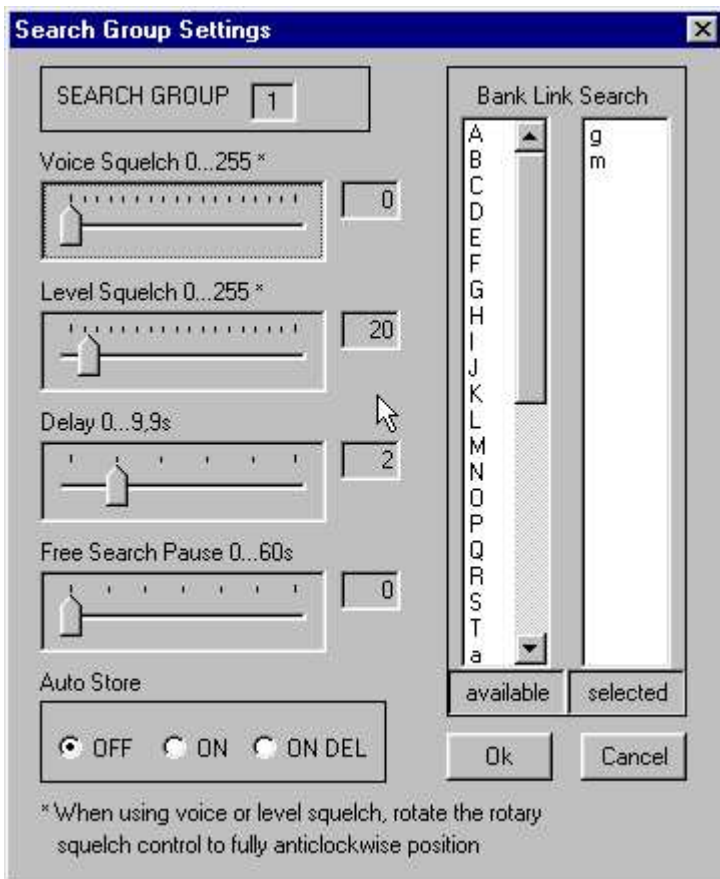 Search Group Settings
SEARCH GROUP 1
Voice Squelch 0...255 *
0
Level Squelch 0...255 *
20
Delay 0...9,9s
2
Free Search Pause 0...60s
0
Auto Store
OFF ON ON DEL
Bank Link Search
A
B
C
D
E
F
G
H
I
J
K
L
M
N
O
P
Q
R
S
T
a
g
m
available selected
Ok Cancel
* When using voice or level squelch, rotate the rotary
squelch control to fully anticlockwise position